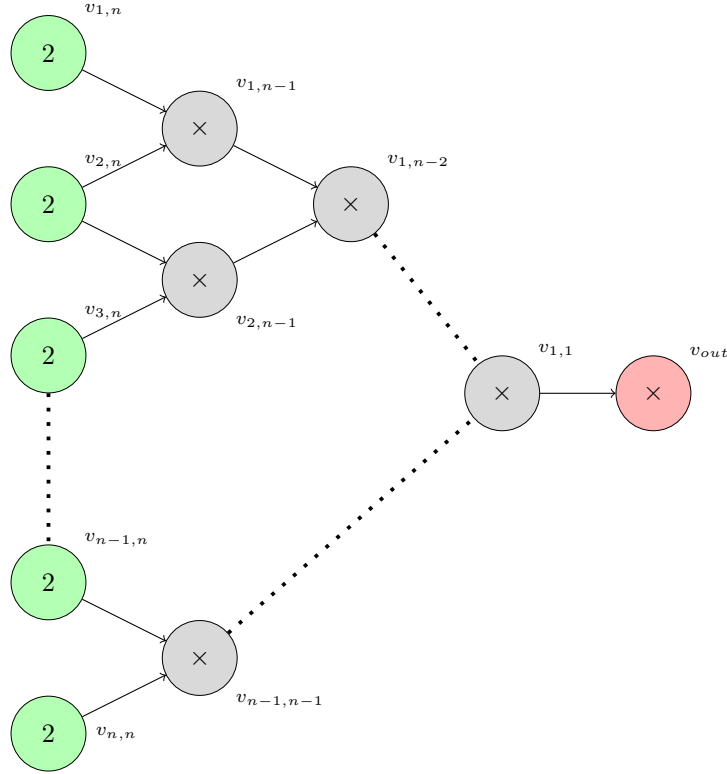 v_{1,n}
2
v_{1,n−1}
×
v_{2,n}
2
v_{1,n−2}
×
×
v_{2,n−1}
v_{3,n}
2
v_{1,1}
×
v_{out}
×
v_{n−1,n}
2
×
v_{n−1,n−1}
2
v_{n,n}